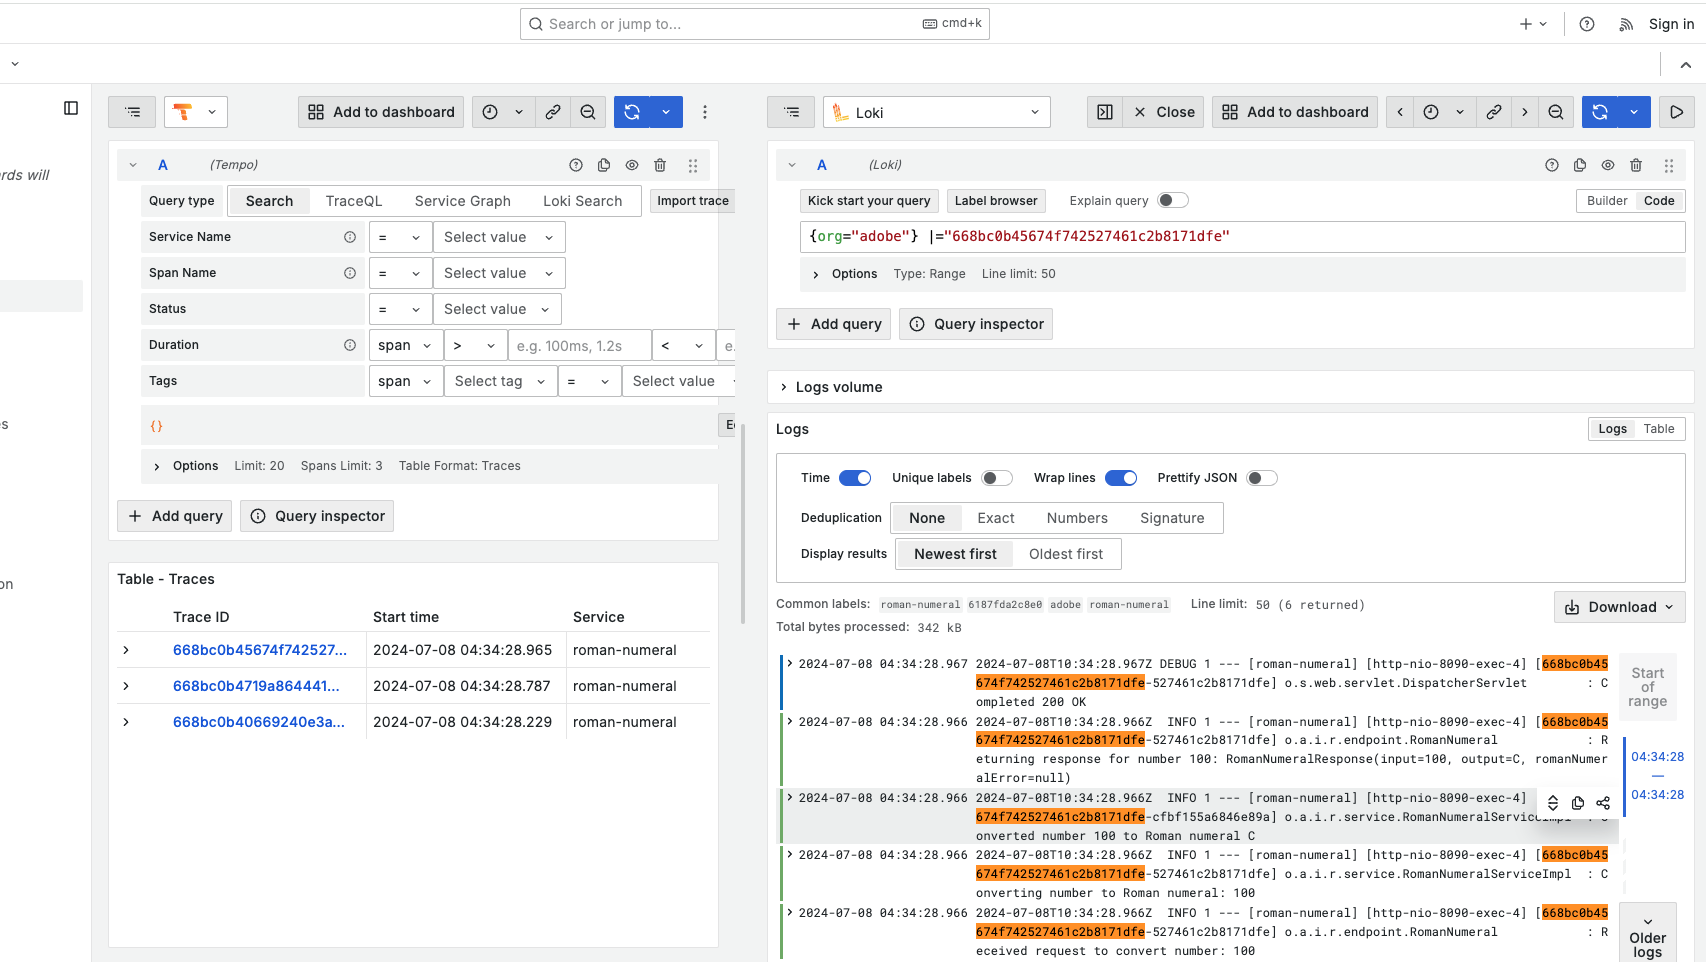 Search or jump to...
cmd+k
Sign in
rds will
s
on
Add to dashboard
A
(Tempo)
Query type
Search
TraceQL
Service Graph
Loki Search
Import trace
Service Name
=
Select value
Span Name
=
Select value
Status
=
Select value
Duration
span
>
e.g. 100ms, 1.2s
<
e.
Tags
span
Select tag
=
Select value
{}
Options
Limit: 20
Spans Limit: 3
Table Format: Traces
Add query
Query inspector
Table - Traces
Trace ID
Start time
Service
668bc0b45674f742527...
2024-07-08 04:34:28.965
roman-numeral
668bc0b4719a864441...
2024-07-08 04:34:28.787
roman-numeral
668bc0b40669240e3a...
2024-07-08 04:34:28.229
roman-numeral
Loki
Close
Add to dashboard
A
(Loki)
Kick start your query
Label browser
Explain query
Builder
Code
{org="adobe"} |="668bc0b45674f742527461c2b8171dfe"
Options
Type: Range
Line limit: 50
Add query
Query inspector
Logs volume
Logs
Logs
Table
Time
Unique labels
Wrap lines
Prettify JSON
Deduplication
None
Exact
Numbers
Signature
Display results
Newest first
Oldest first
Common labels: roman-numeral 6187fda2c8e0 adobe roman-numeral
Line limit: 50 (6 returned)
Download
Total bytes processed: 342 kB
2024-07-08 04:34:28.967 2024-07-08T10:34:28.967Z DEBUG 1 --- [roman-numeral] [http-nio-8090-exec-4] [668bc0b45
674f742527461c2b8171dfe-527461c2b8171dfe] o.s.web.servlet.DispatcherServlet : C
ompleted 200 OK
2024-07-08 04:34:28.966 2024-07-08T10:34:28.966Z INFO 1 --- [roman-numeral] [http-nio-8090-exec-4] [668bc0b45
674f742527461c2b8171dfe-527461c2b8171dfe] o.a.i.r.endpoint.RomanNumeral : R
eturning response for number 100: RomanNumeralResponse(input=100, output=C, romanNumer
alError=null)
2024-07-08 04:34:28.966 2024-07-08T10:34:28.966Z INFO 1 --- [roman-numeral] [http-nio-8090-exec-4]
674f742527461c2b8171dfe-cfbf155a6846e89a] o.a.i.r.service.RomanNumeralServiceImpl :
onverted number 100 to Roman numeral C
2024-07-08 04:34:28.966 2024-07-08T10:34:28.966Z INFO 1 --- [roman-numeral] [http-nio-8090-exec-4] [668bc0b45
674f742527461c2b8171dfe-527461c2b8171dfe] o.a.i.r.service.RomanNumeralServiceImpl : C
onverting number to Roman numeral: 100
2024-07-08 04:34:28.966 2024-07-08T10:34:28.966Z INFO 1 --- [roman-numeral] [http-nio-8090-exec-4] [668bc0b45
674f742527461c2b8171dfe-527461c2b8171dfe] o.a.i.r.endpoint.RomanNumeral : R
eceived request to convert number: 100
Start
of
range
04:34:28
—
04:34:28
Older
logs